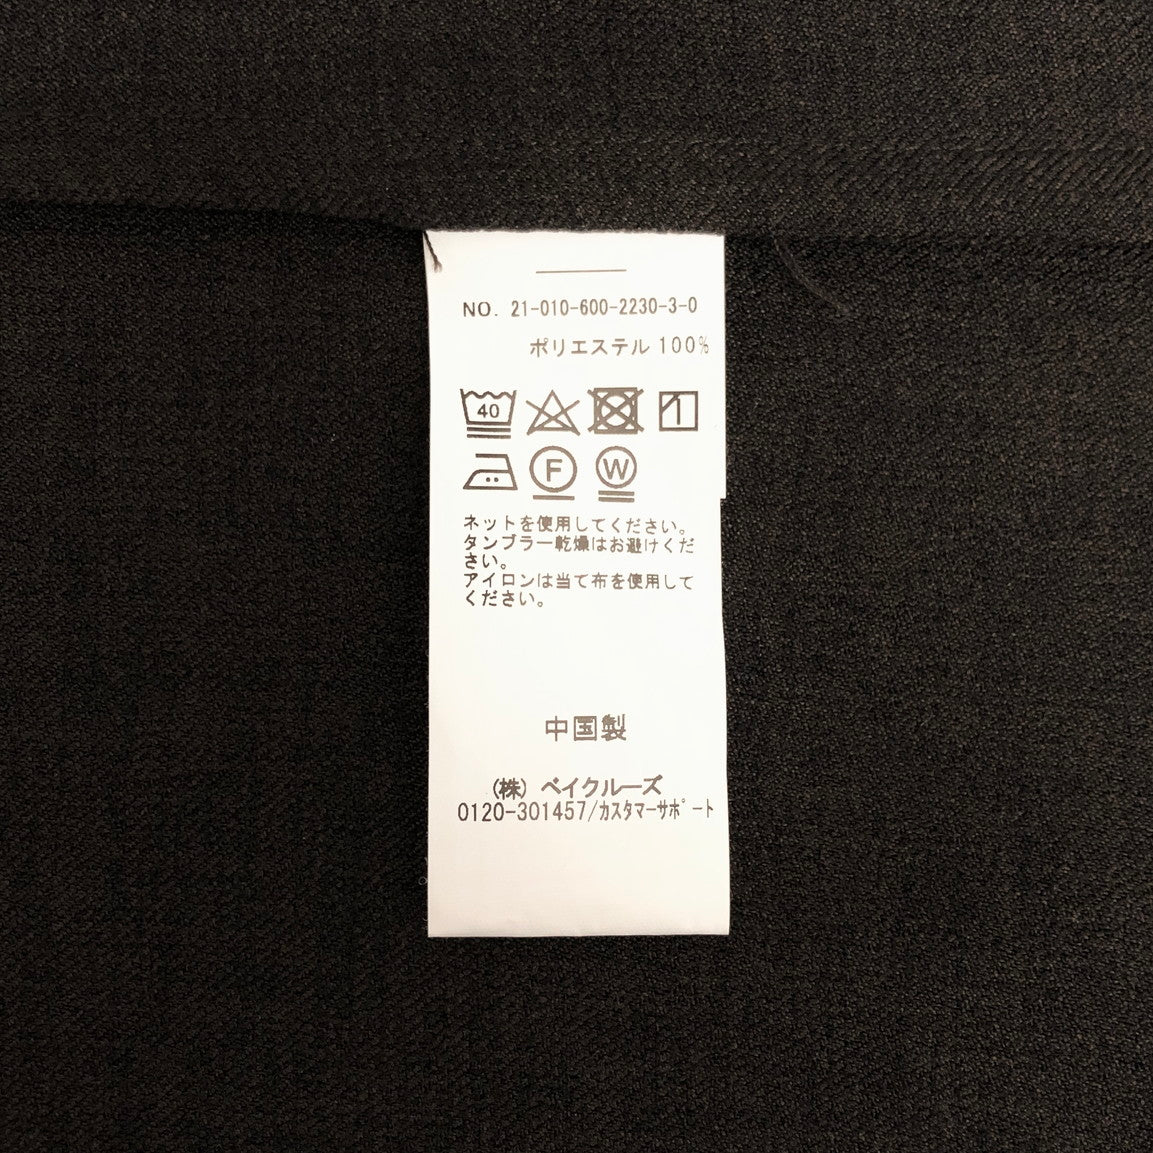 NO. 21-010-600-2230-3-0
ポリエステル 100%
40
F W
ネットを使用してください。
タンブラー乾燥はお避けくだ
さい。
アイロンは当て布を使用して
ください。
中国製
(株) ベイクルーズ
0120-301457/ｶｽﾀﾏｰｻﾎﾟｰﾄ